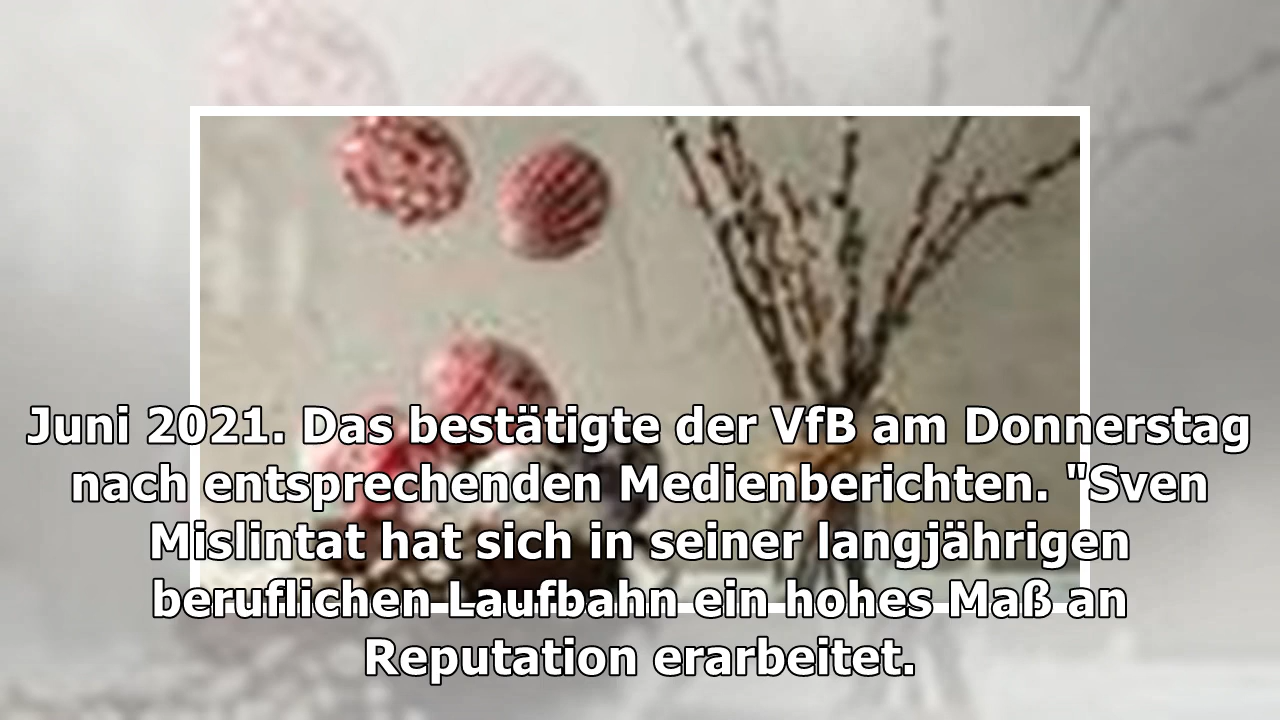 Juni 2021. Das bestätigte der VfB am Donnerstag
nach entsprechenden Medienberichten. "Sven
Mislintat hat sich in seiner langjährigen
beruflichen Laufbahn ein hohes Maß an
Reputation erarbeitet.